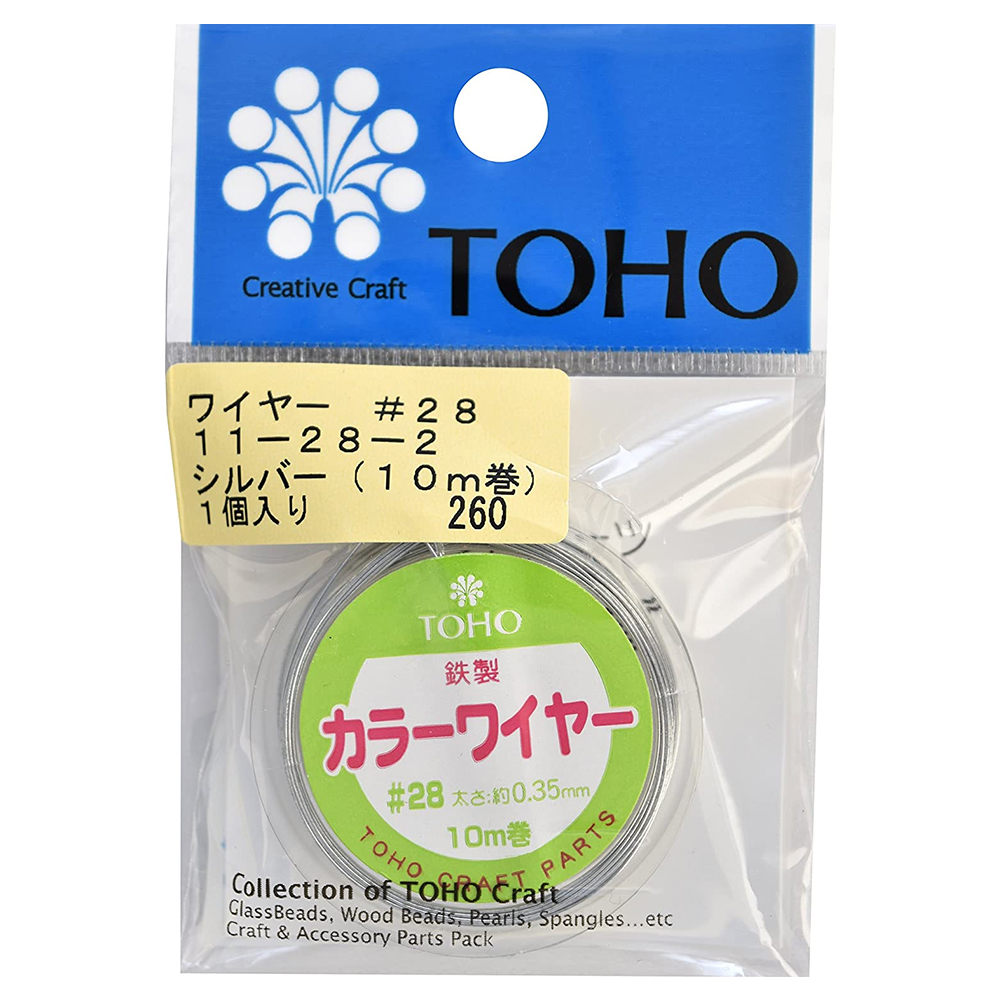 Creative Craft
TOHO
ワイヤー　#28
11-28-2
シルバー（10m巻）
1個入り　260
TOHO
鉄製
カラーワイヤー
#28 太さ:約0.35mm
10m巻
TOHO CRAFT PARTS
Collection of TOHO Craft
GlassBeads, Wood Beads, Pearls, Spangles...etc
Craft & Accessory Parts Pack